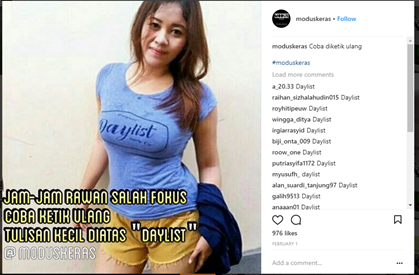 moduskeras • Follow
moduskeras Coba diketik ulang
#moduskeras
Load more comments
a_20.33 Daylist
raihan_sizhalahudin015 Daylist
royhitipeuw Daylist
wingga_ditya Daylist
irgiarrasyid Daylist
biji_onta_009 Daylist
roow_one Daylist
putriasyifa1172 Daylist
myusufh_ Daylist
alan_suardi_tanjung97 Daylist
galih9513 Daylist
anaaan01 Daylist
976 likes
FEBRUARY 1
Add a comment...
Daylist
JAM-JAM RAWAN SALAH FOKUS
COBA KETIK ULANG
TULISAN KECIL DIATAS "DAYLIST"
@MODUSKERAS